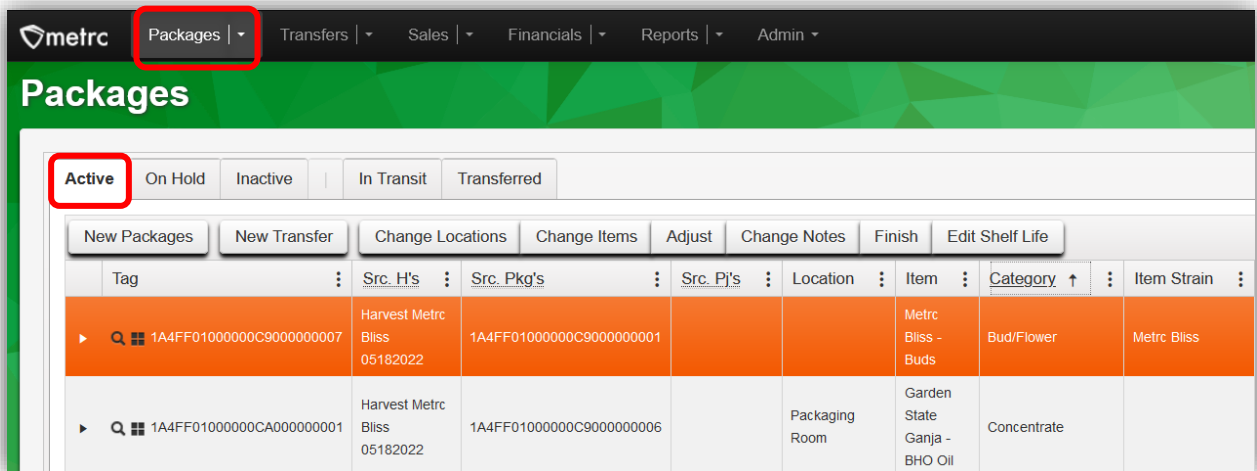 metrc Packages Transfers Sales Financials Reports Admin
Packages
Active On Hold Inactive In Transit Transferred
New Packages New Transfer Change Locations Change Items Adjust Change Notes Finish Edit Shelf Life
Tag Src. H's Src. Pkg's Src. Pj's Location Item Category ↑ Item Strain
Harvest Metrc Metrc
1A4FF01000000C9000000007 Bliss 1A4FF01000000C9000000001 Bliss - Bud/Flower Metrc Bliss
05182022 Buds
Garden
Harvest Metrc Packaging State
1A4FF01000000CA000000001 Bliss 1A4FF01000000C9000000006 Room Ganja - Concentrate
05182022 BHO Oil